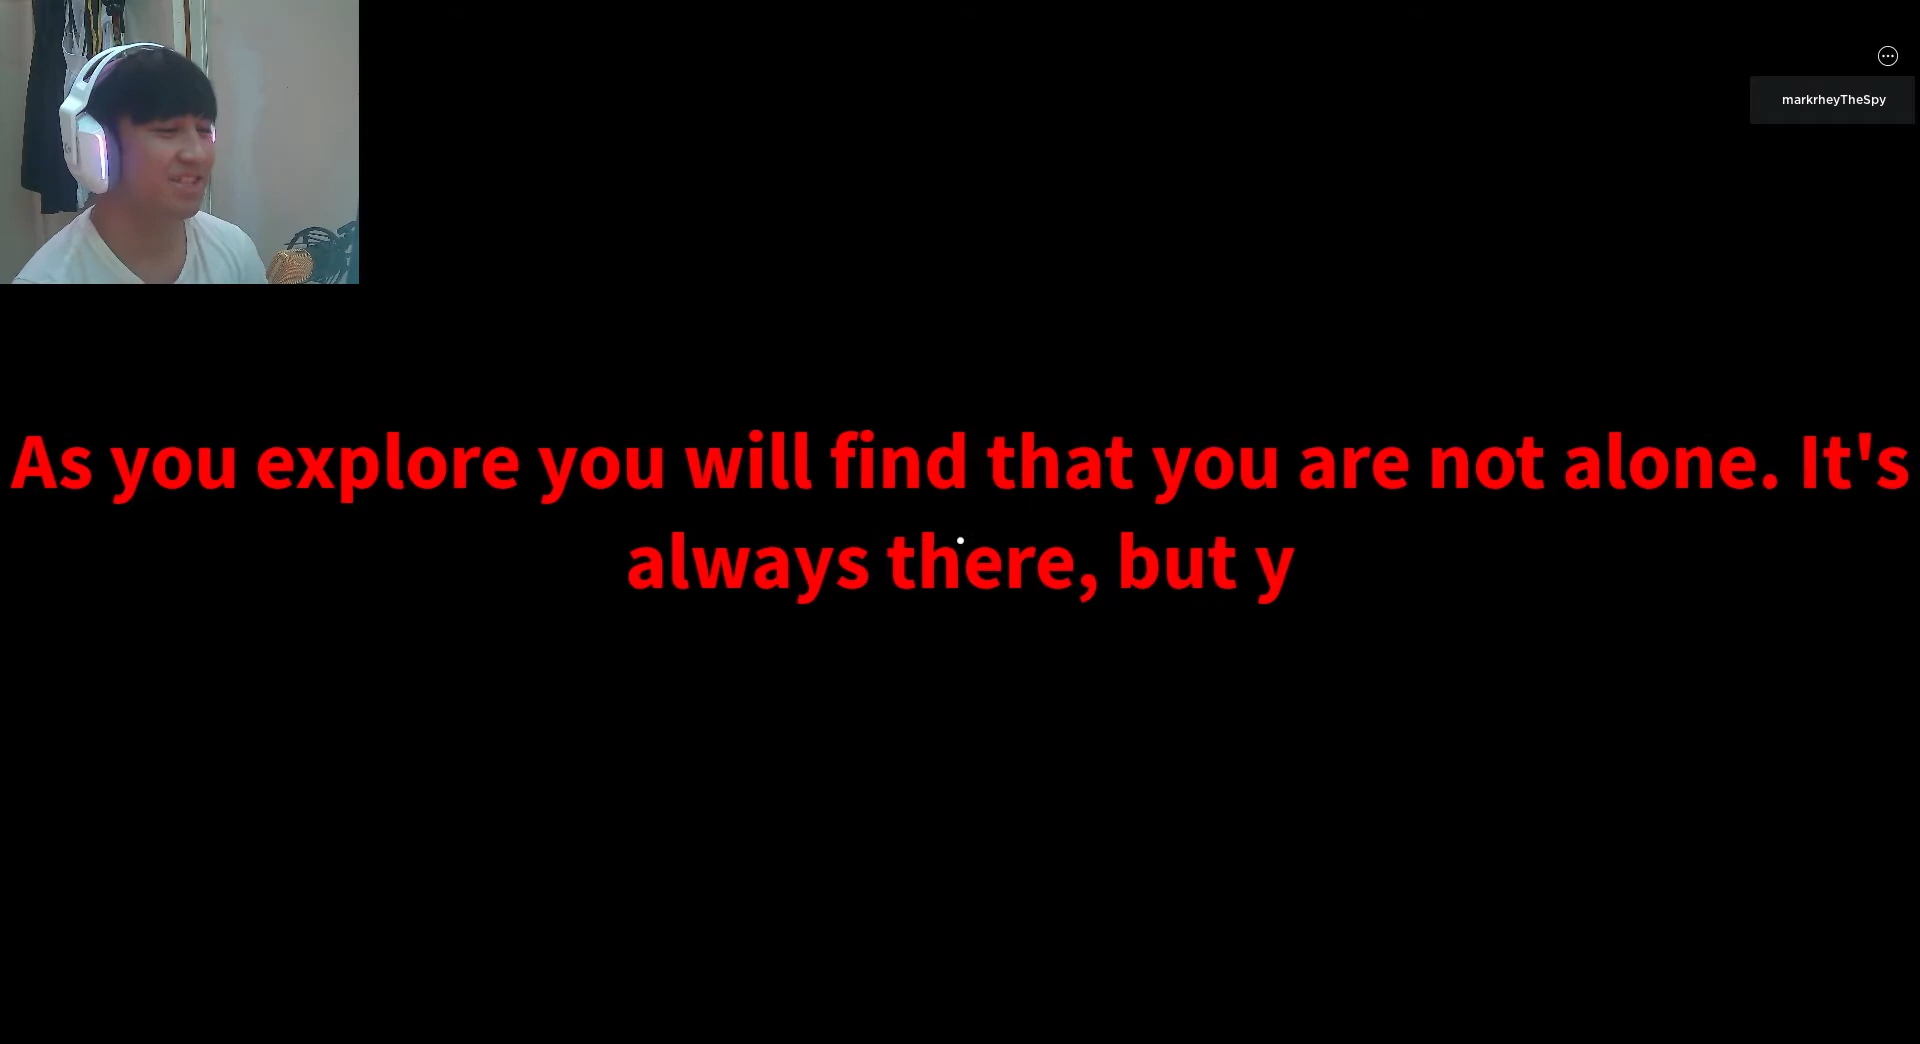 markrheyTheSpy
As you explore you will find that you are not alone. It's
always there, but y